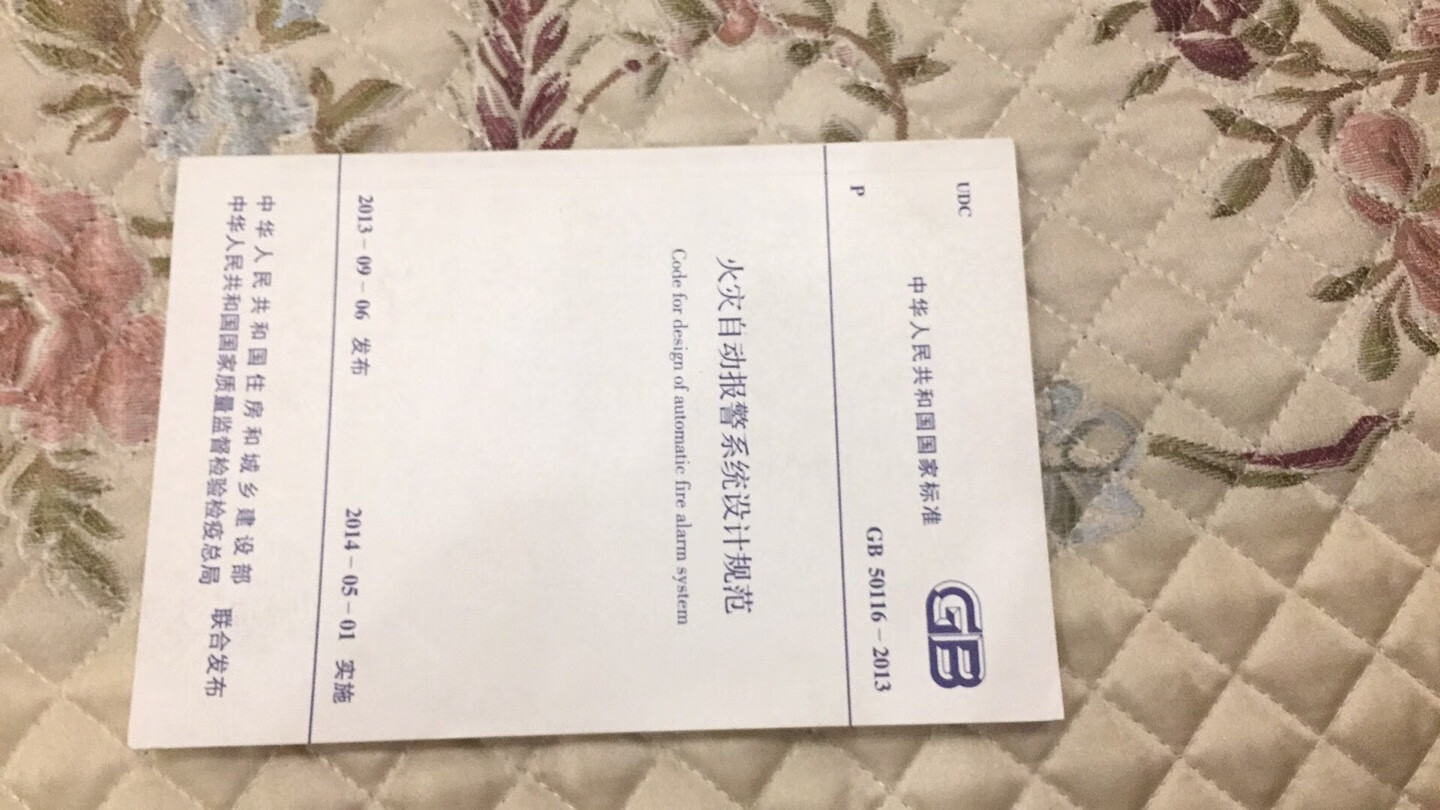 UDC
中华人民共和国国家标准
GB
P
GB 50116－2013
火灾自动报警系统设计规范
Code for design of automatic fire alarm system
2013－09－06 发布
2014－05－01 实施
中华人民共和国住房和城乡建设部
中华人民共和国国家质量监督检验检疫总局
联合发布